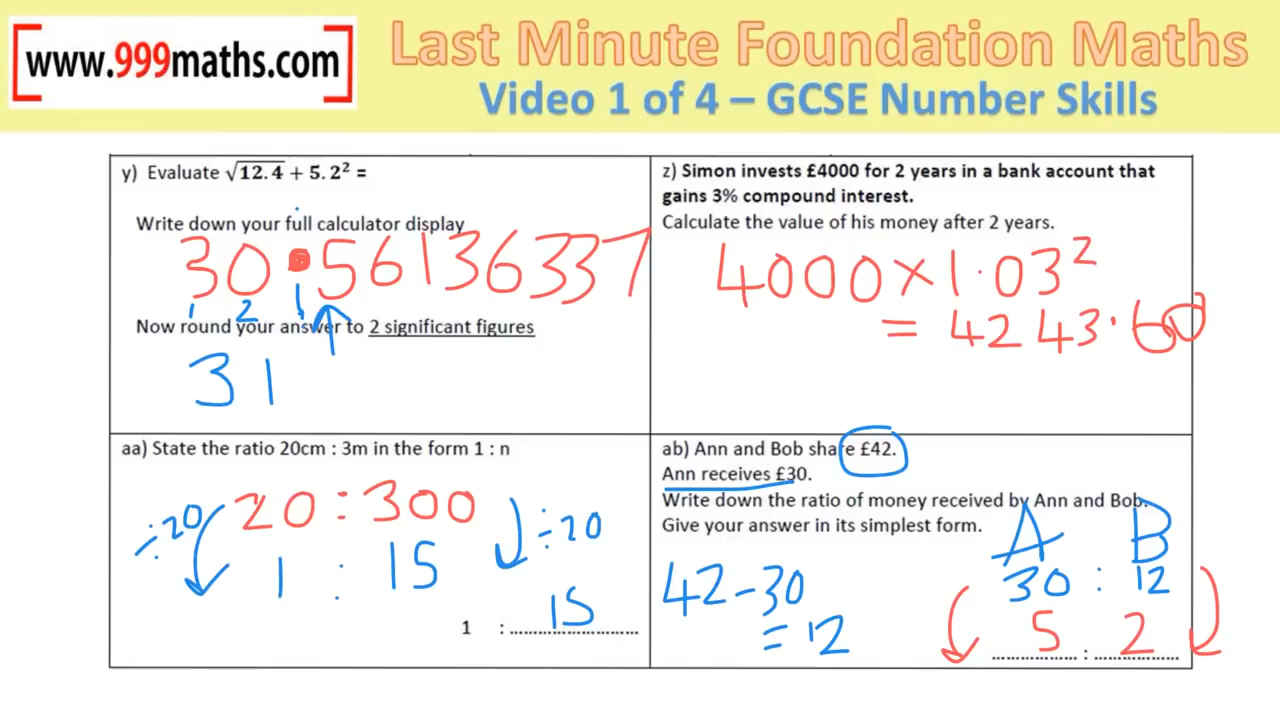 www.999maths.com
Last Minute Foundation Maths
Video 1 of 4 – GCSE Number Skills
y) Evaluate √12.4 + 5.2² =
Write down your full calculator display
30.56136337
1 2 1
Now round your answer to 2 significant figures
31
z) Simon invests £4000 for 2 years in a bank account that
gains 3% compound interest.
Calculate the value of his money after 2 years.
4000 × 1.03²
= 4243.60
aa) State the ratio 20cm : 3m in the form 1 : n
÷20 20 : 300 ÷20
1 : 15
15
1 :
ab) Ann and Bob share £42.
Ann receives £30.
Write down the ratio of money received by Ann and Bob.
Give your answer in its simplest form.
A B
42 – 30 30 : 12
= 12 5 : 2